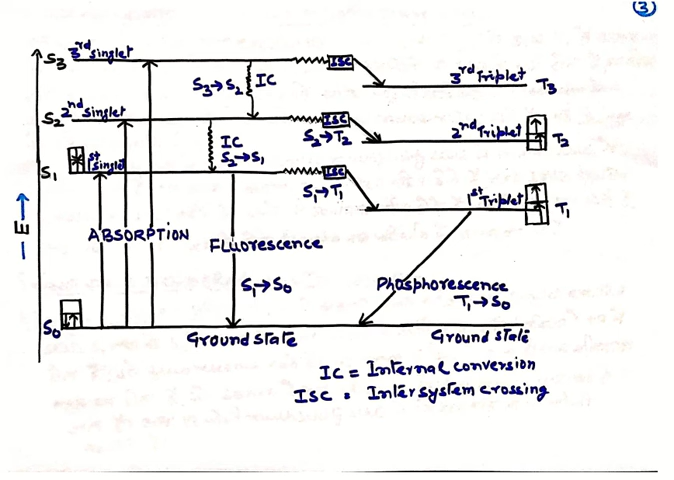 3
S3 3rd singlet
ISC
3rd Triplet T3
S3→S2 IC
S2 2nd singlet
ISC
2nd Triplet T2
IC
S2→S1
S2→T2
S1 1st singlet
ISC
S1→T1
1st Triplet T1
E→
ABSORPTION
Fluorescence
S1→S0
Phosphorescence
T1→S0
S0
Ground state
Ground state
IC = Internal conversion
ISC = Intersystem crossing